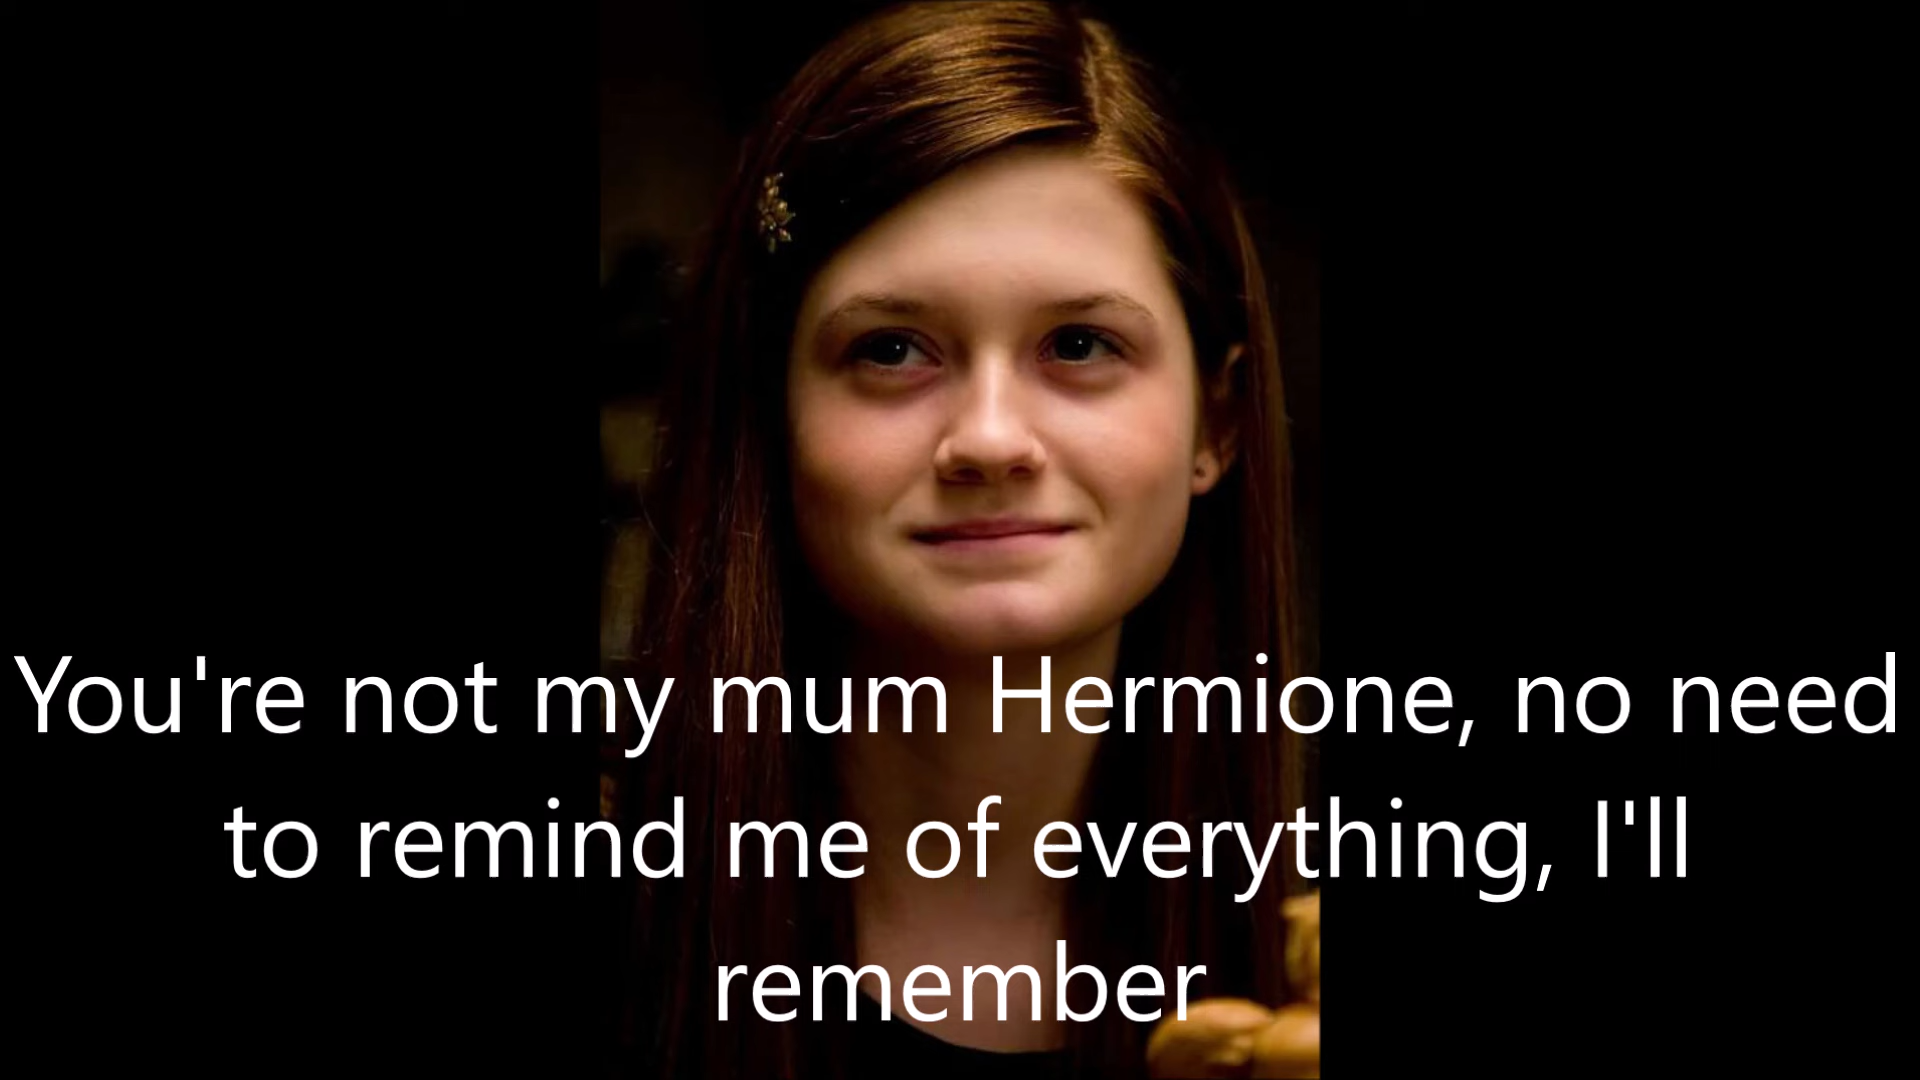 You're not my mum Hermione, no need
to remind me of everything, I'll
remember